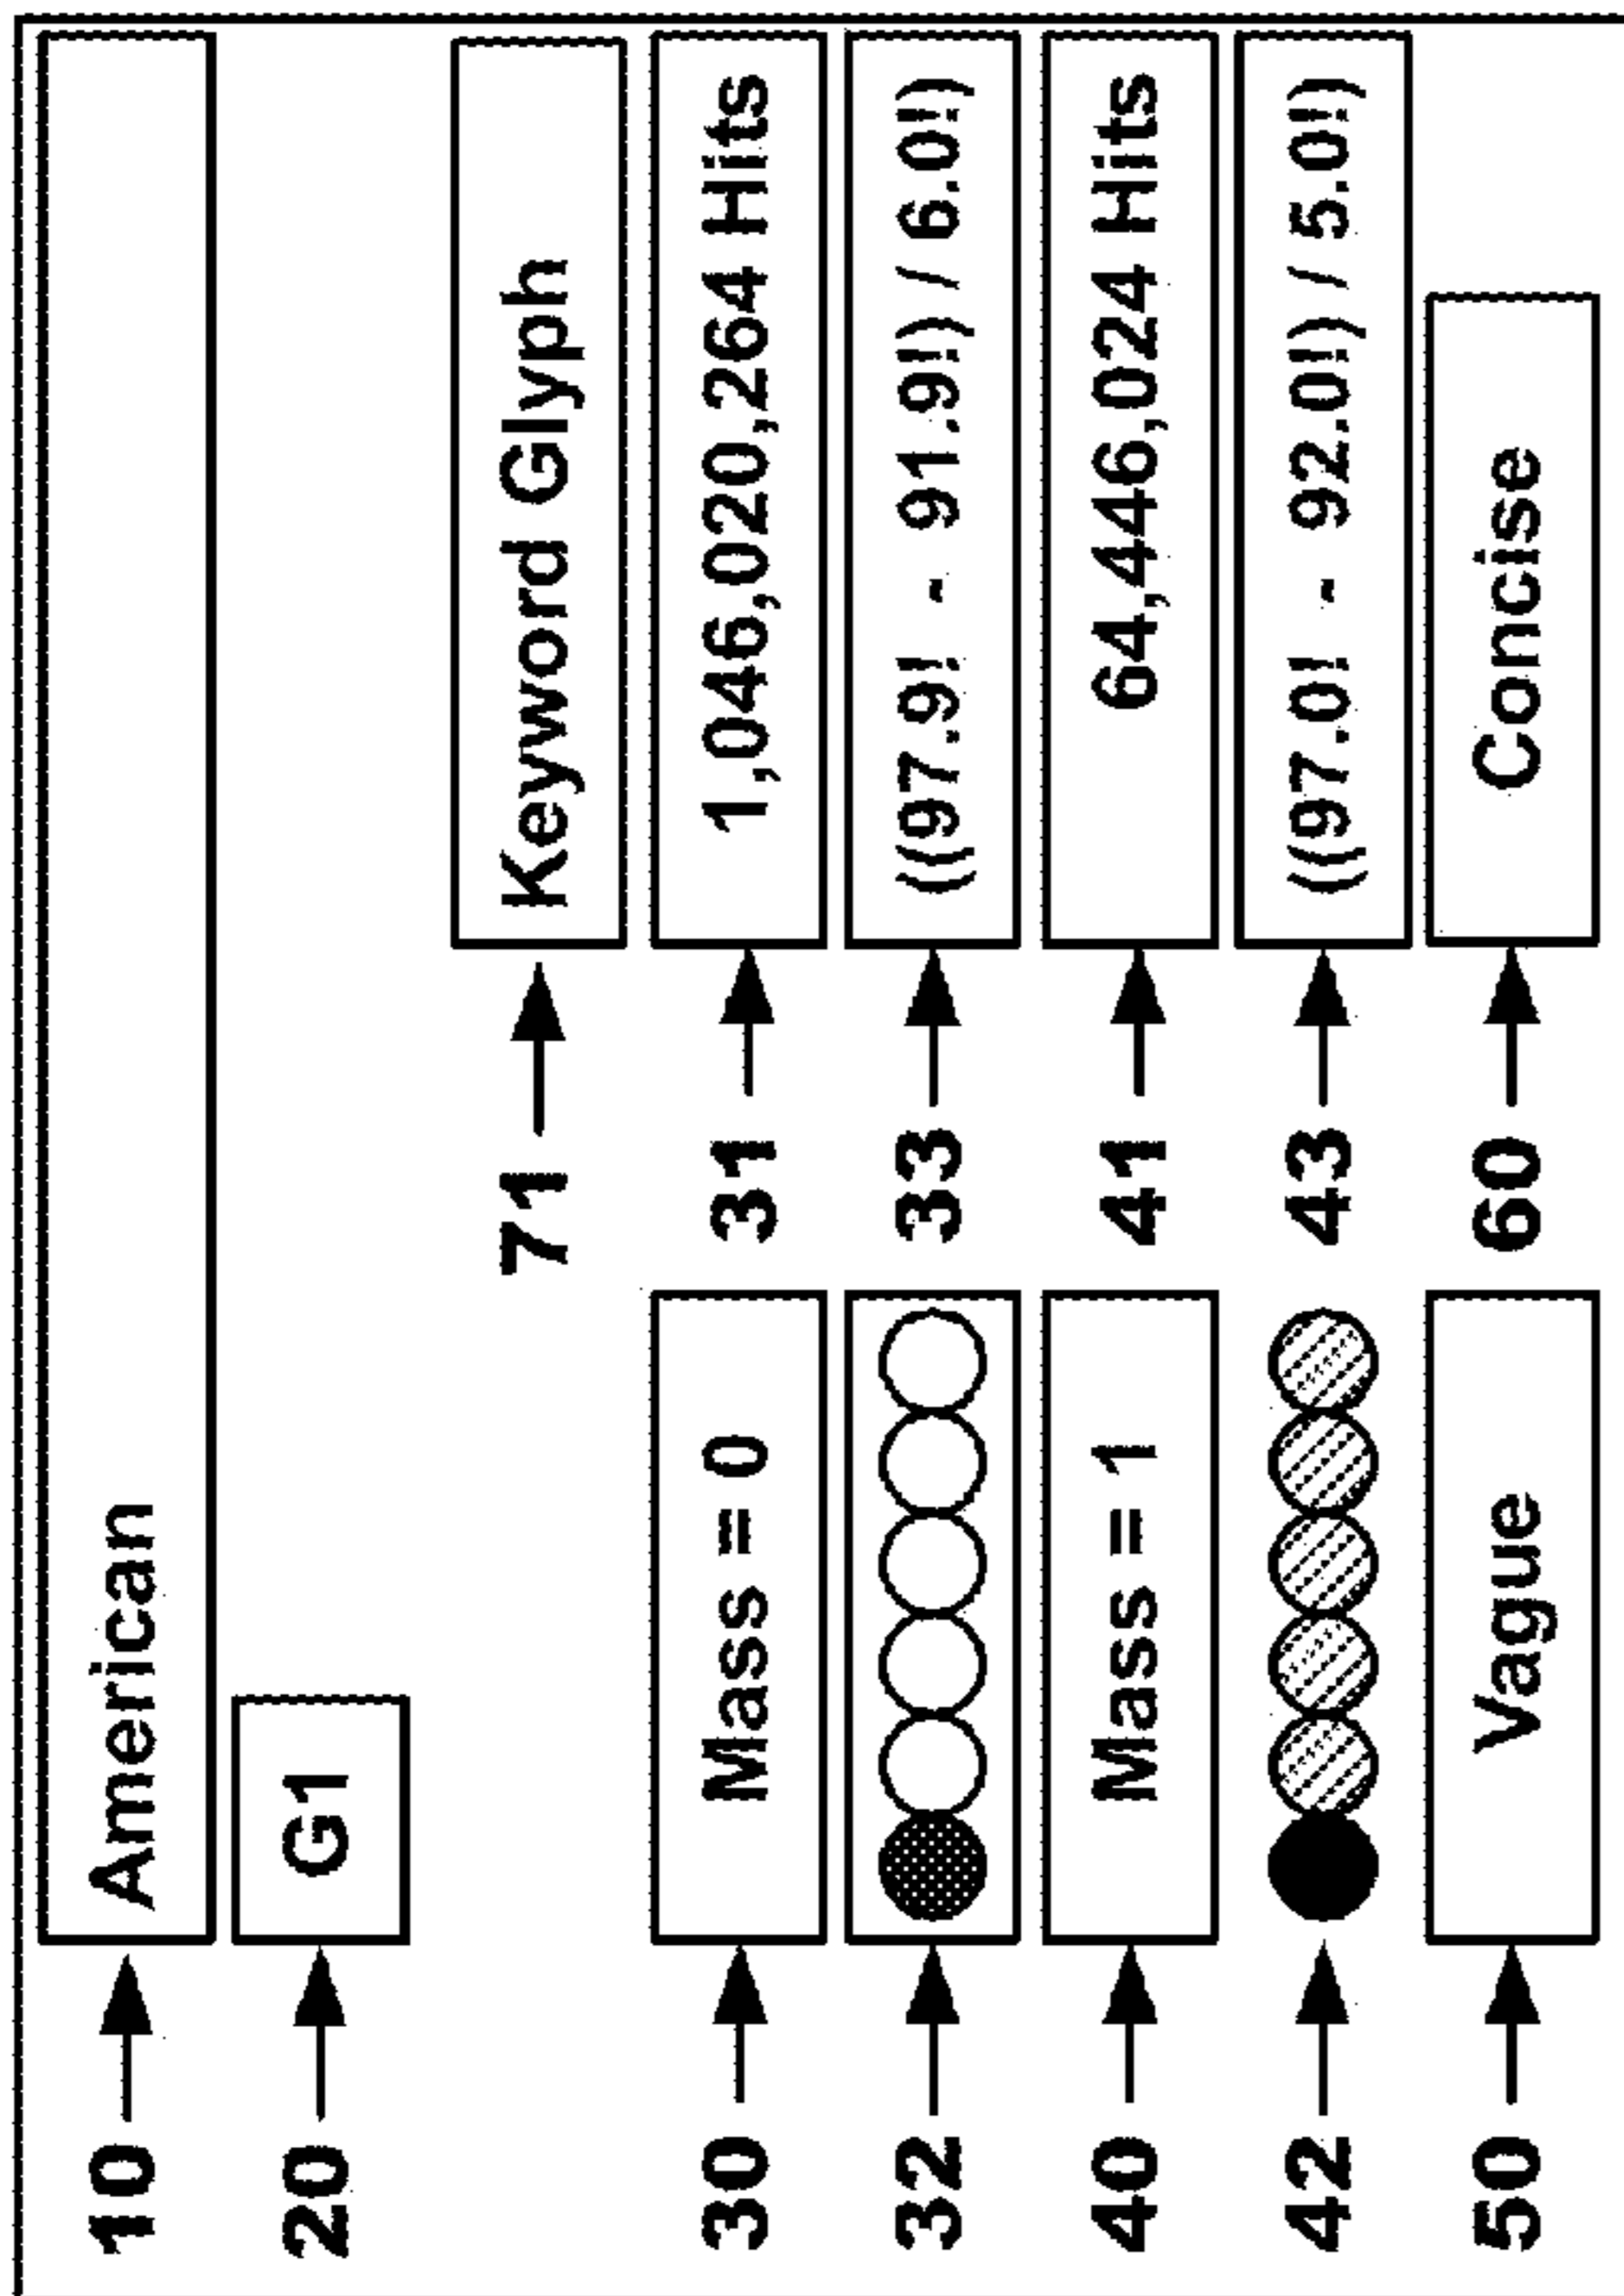 10 American
20 G1
71 Keyword Glyph
30 Mass = 0 31 1,046,020,264 Hits
32 33 ((97.9! - 91.9!) / 6.0!)
40 Mass = 1 41 64,446,024 Hits
42 43 ((97.0! - 92.0!) / 5.0!)
50 Vague 60 Concise